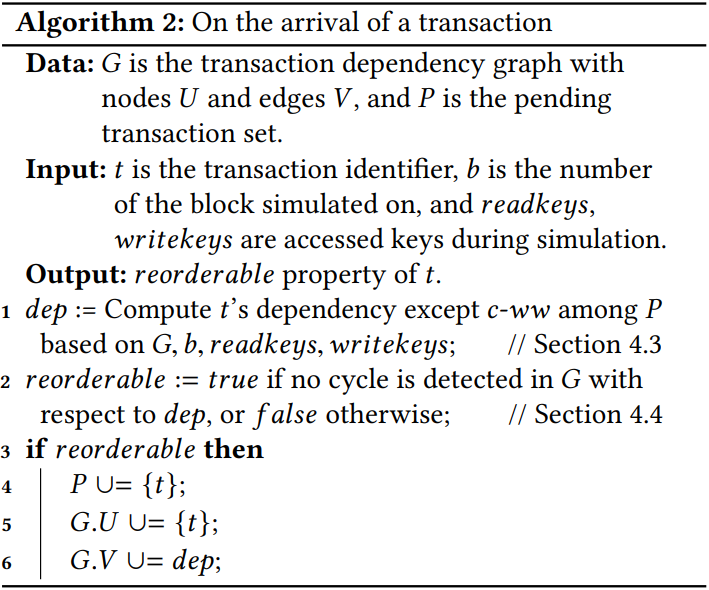 Algorithm 2: On the arrival of a transaction
Data: G is the transaction dependency graph with
nodes U and edges V, and P is the pending
transaction set.
Input: t is the transaction identifier, b is the number
of the block simulated on, and readkeys,
writekeys are accessed keys during simulation.
Output: reorderable property of t.
1 dep := Compute t's dependency except c-ww among P
based on G, b, readkeys, writekeys; // Section 4.3
2 reorderable := true if no cycle is detected in G with
respect to dep, or false otherwise; // Section 4.4
3 if reorderable then
4 P ∪= {t};
5 G.U ∪= {t};
6 G.V ∪= dep;